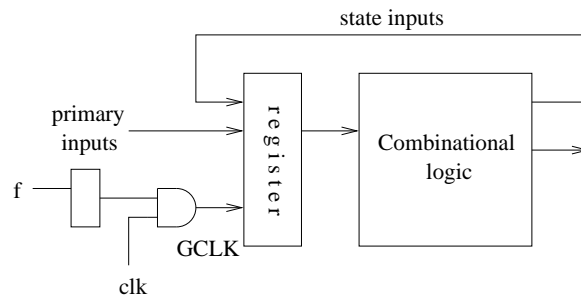 state inputs
primary
inputs
register
Combinational
logic
f
GCLK
clk